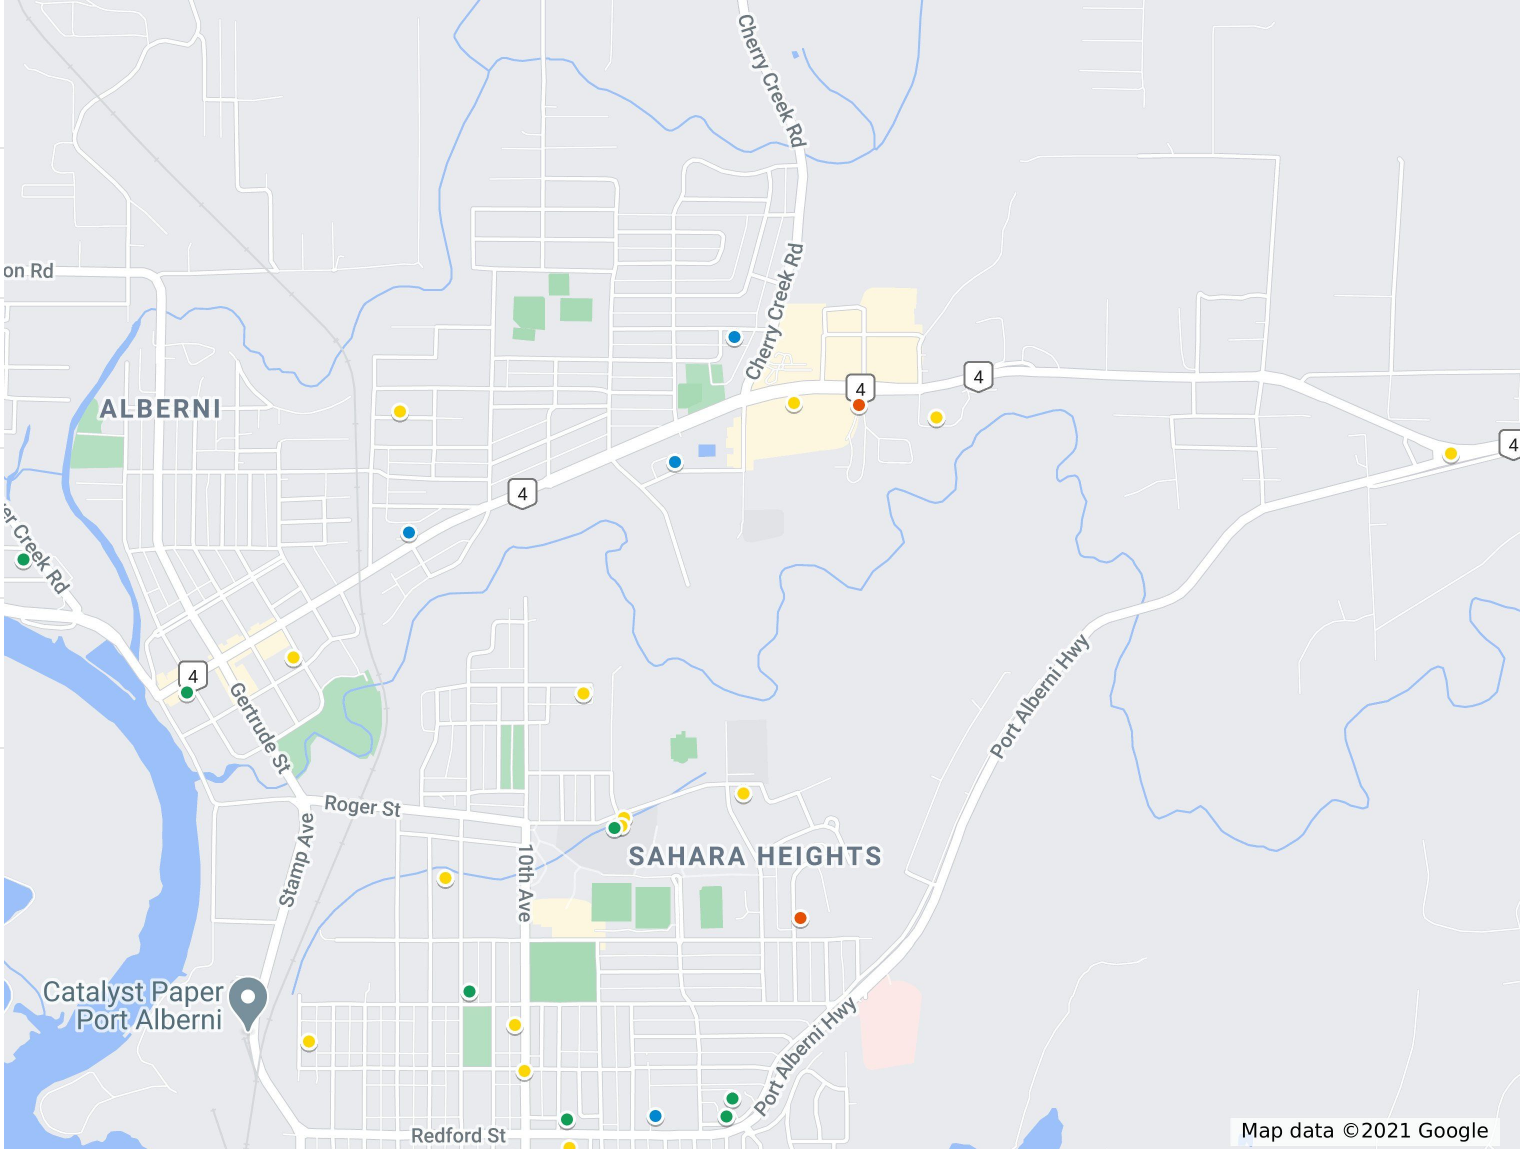 Cherry Creek Rd
on Rd
Cherry Creek Rd
4
4
ALBERNI
4
4
er Creek Rd
4
Gertrude St
Port Alberni Hwy
Roger St
Stamp Ave
10th Ave
SAHARA HEIGHTS
Catalyst Paper
Port Alberni
Port Alberni Hwy
Redford St
Map data ©2021 Google